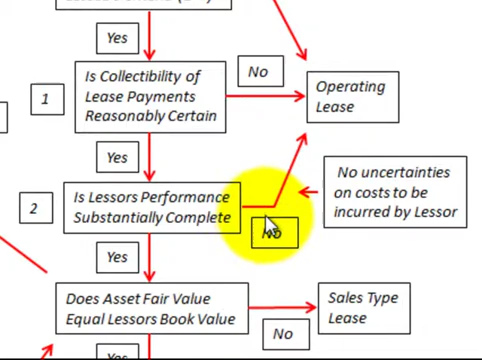 Yes
Is Collectibility of
Lease Payments
Reasonably Certain
1
No
Operating
Lease
Yes
Is Lessors Performance
Substantially Complete
2
No
No uncertainties
on costs to be
incurred by Lessor
Yes
Does Asset Fair Value
Equal Lessors Book Value
Sales Type
Lease
No
Yes